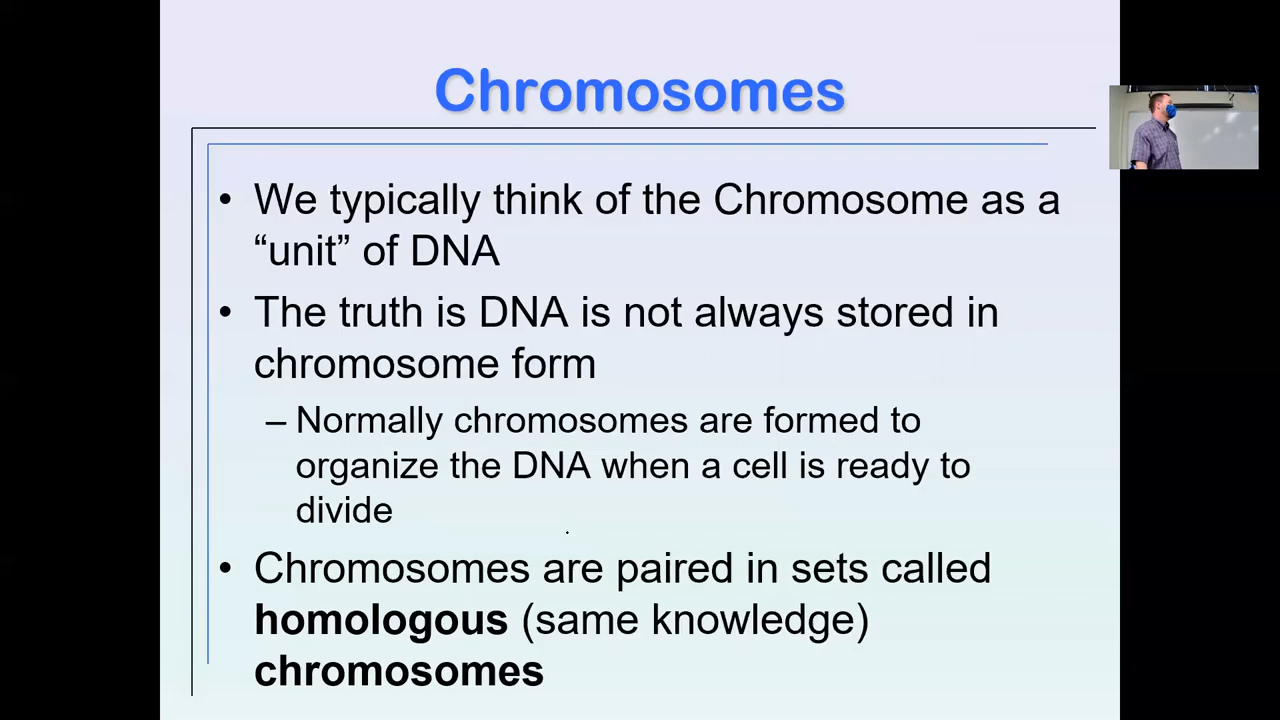 Chromosomes
• We typically think of the Chromosome as a
“unit” of DNA
• The truth is DNA is not always stored in
chromosome form
– Normally chromosomes are formed to
organize the DNA when a cell is ready to
divide
• Chromosomes are paired in sets called
homologous (same knowledge)
chromosomes